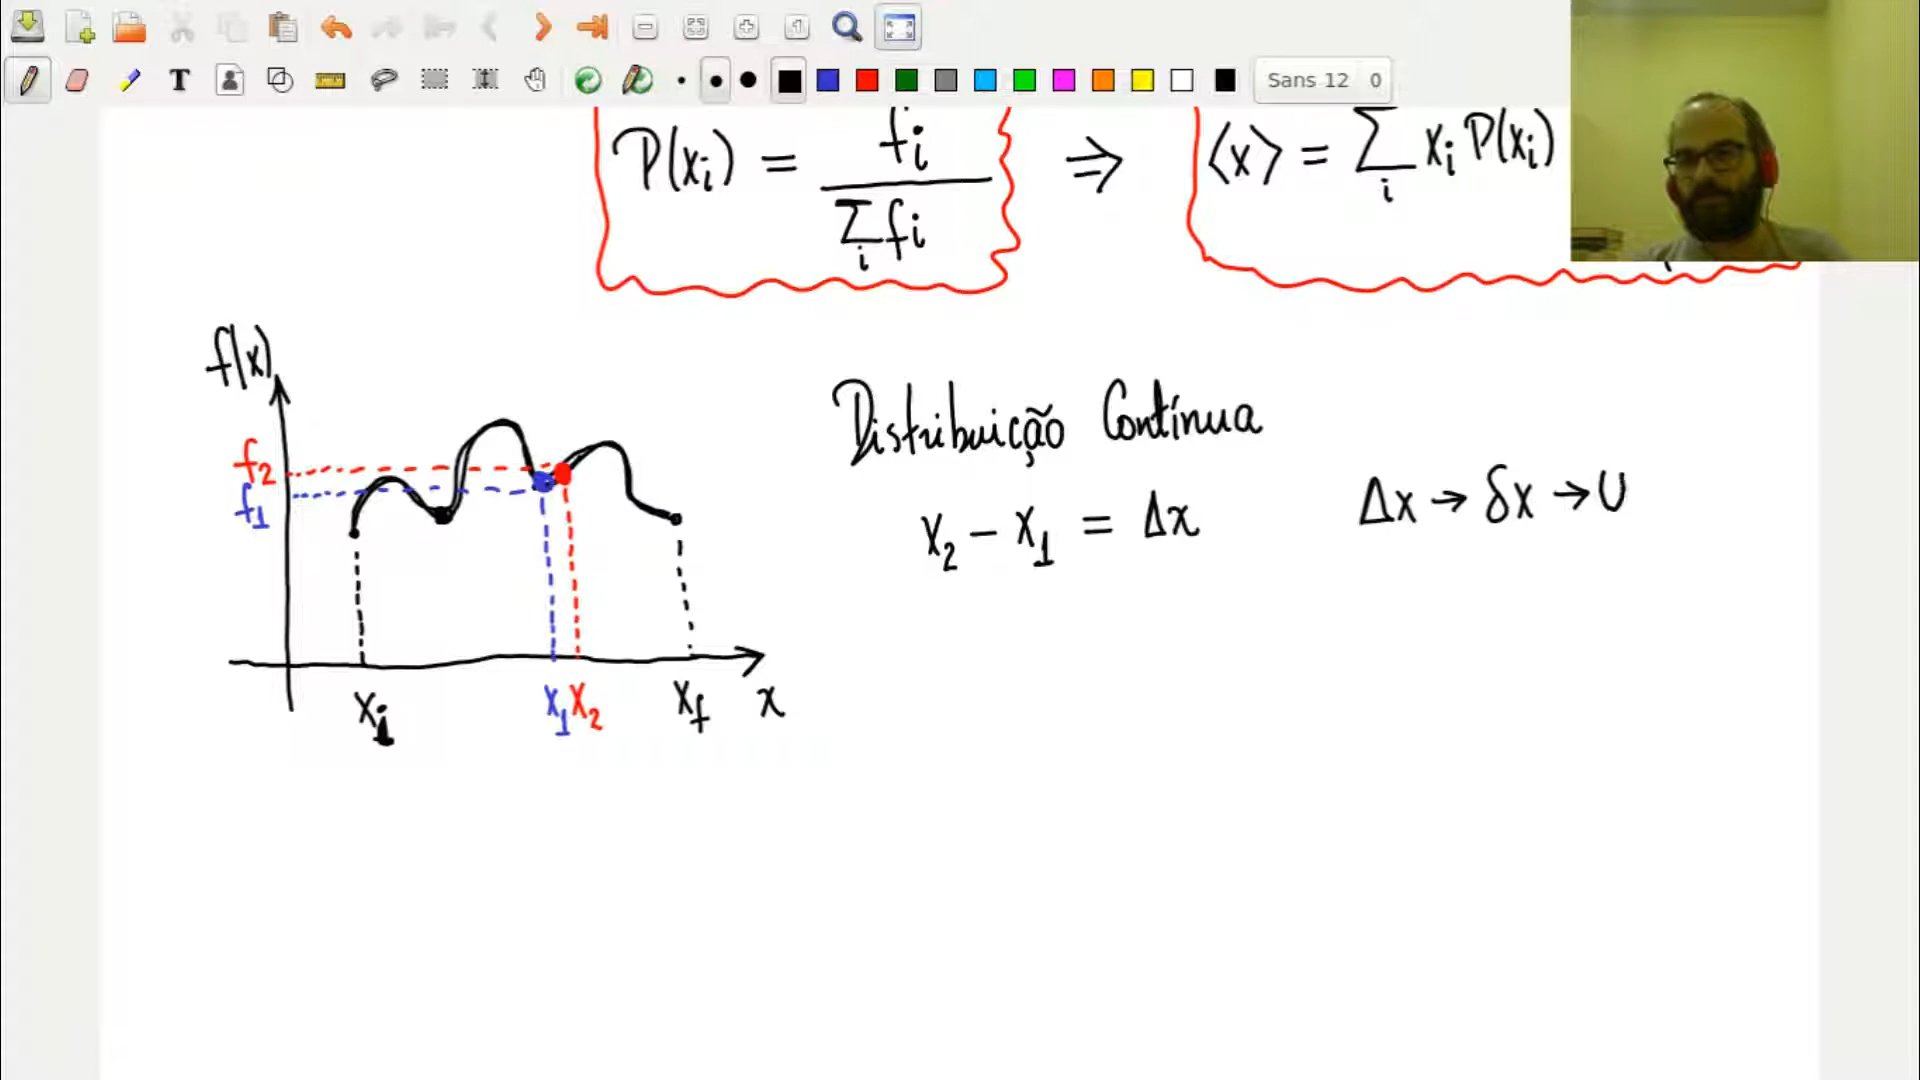 Sans 12 0
P(xi) = fi / Σi fi ⇒ ⟨x⟩ = Σi xi P(xi)
f(x)
f2
f1
xi x1 x2 xf x
Distribuição Contínua
x2 − x1 = Δx
Δx → δx →